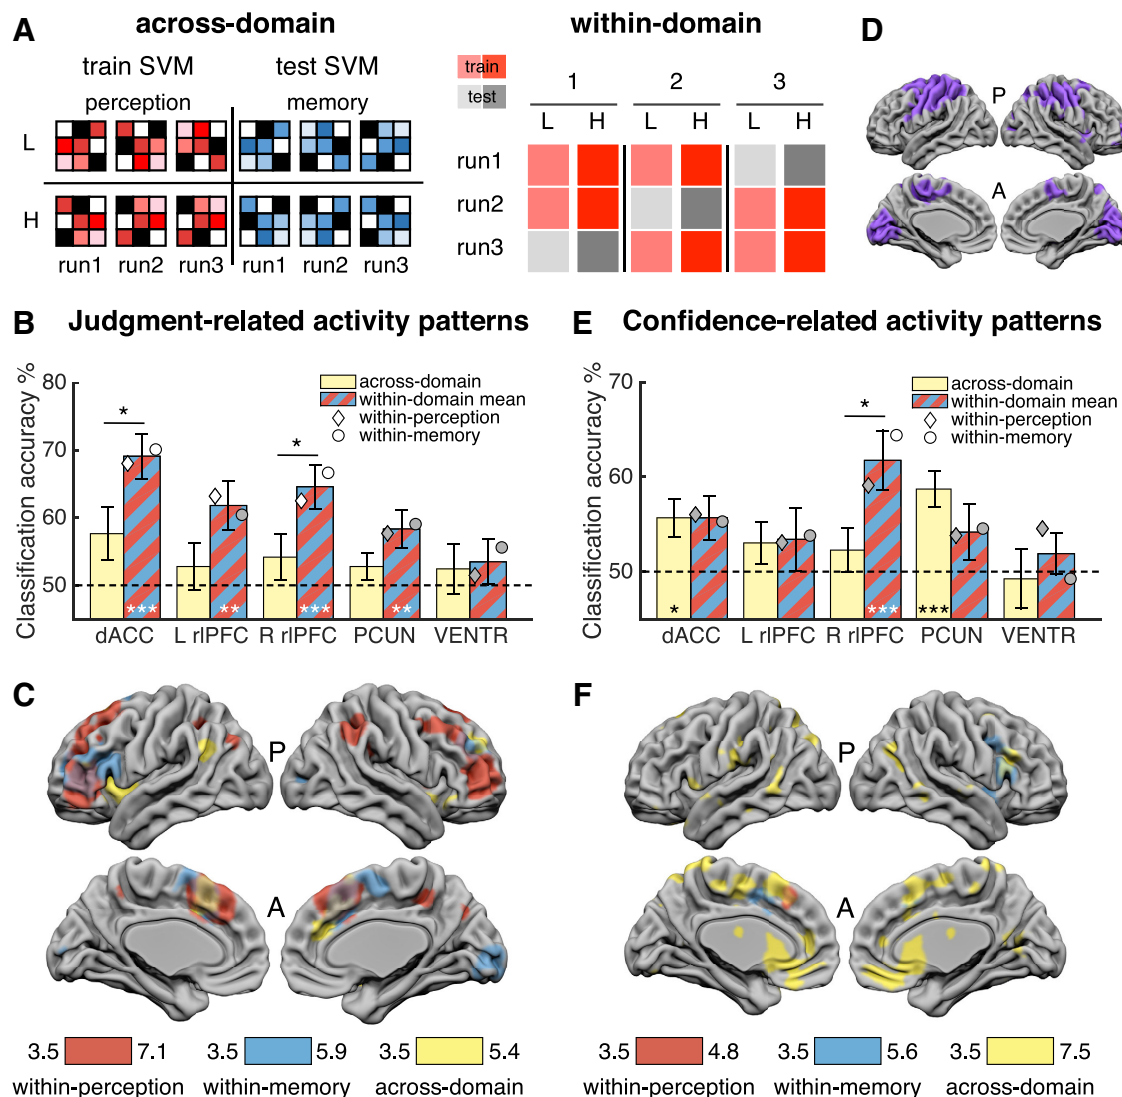 A
across-domain
train SVM
test SVM
perception
memory
L
H
run1 run2 run3 run1 run2 run3
within-domain
train
test
1 2 3
L H L H L H
run1
run2
run3
D
P
A
B Judgment-related activity patterns
Classification accuracy %
80
70
60
50
across-domain
within-domain mean
within-perception
within-memory
*
*
*** ** *** **
dACC L rlPFC R rlPFC PCUN VENTR
E Confidence-related activity patterns
Classification accuracy %
70
60
50
across-domain
within-domain mean
within-perception
within-memory
*
* *** ***
dACC L rlPFC R rlPFC PCUN VENTR
C
P
A
3.5 7.1 3.5 5.9 3.5 5.4
within-perception within-memory across-domain
F
P
A
3.5 4.8 3.5 5.6 3.5 7.5
within-perception within-memory across-domain